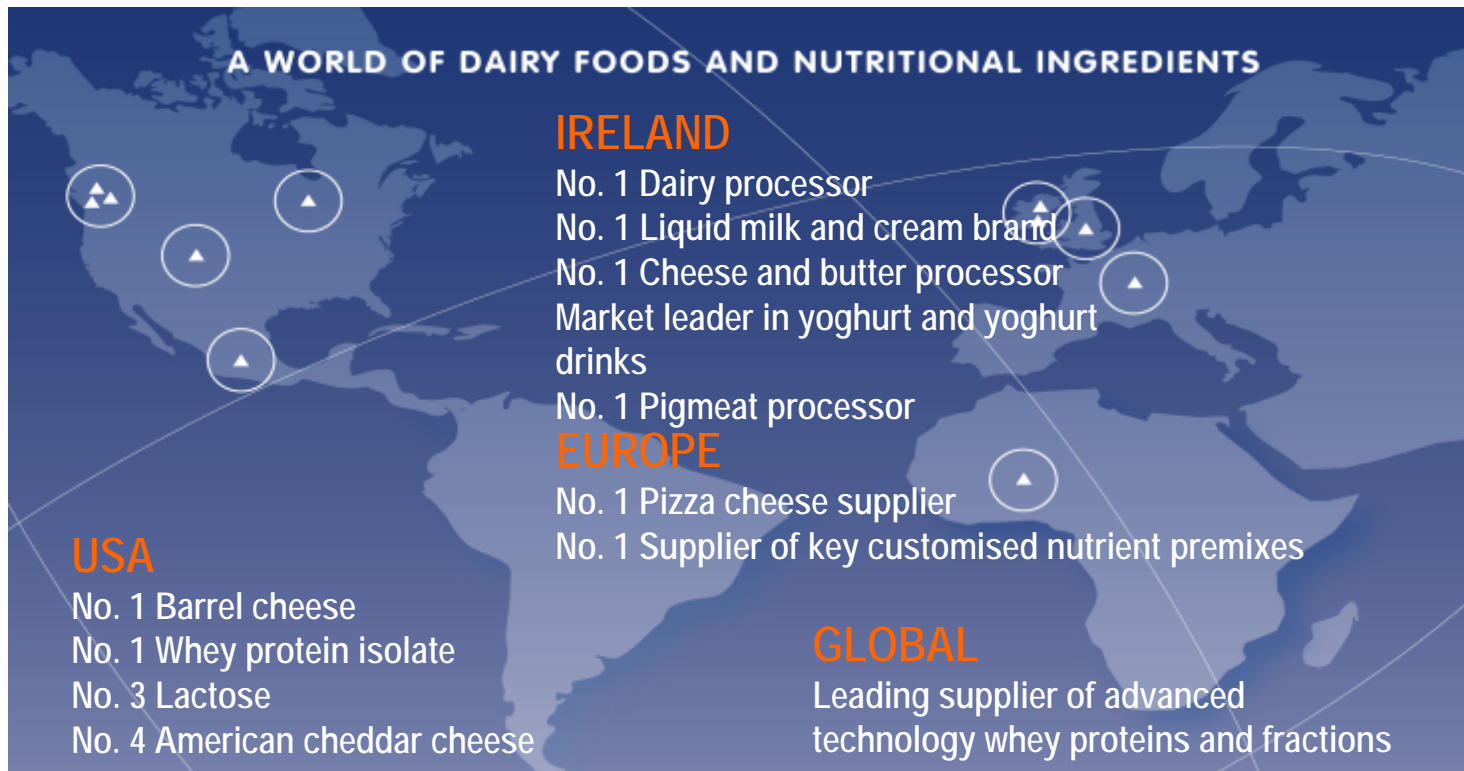 A WORLD OF DAIRY FOODS AND NUTRITIONAL INGREDIENTS
IRELAND
No. 1 Dairy processor
No. 1 Liquid milk and cream brand
No. 1 Cheese and butter processor
Market leader in yoghurt and yoghurt
drinks
No. 1 Pigmeat processor
EUROPE
No. 1 Pizza cheese supplier
No. 1 Supplier of key customised nutrient premixes
USA
No. 1 Barrel cheese
No. 1 Whey protein isolate
No. 3 Lactose
No. 4 American cheddar cheese
GLOBAL
Leading supplier of advanced
technology whey proteins and fractions